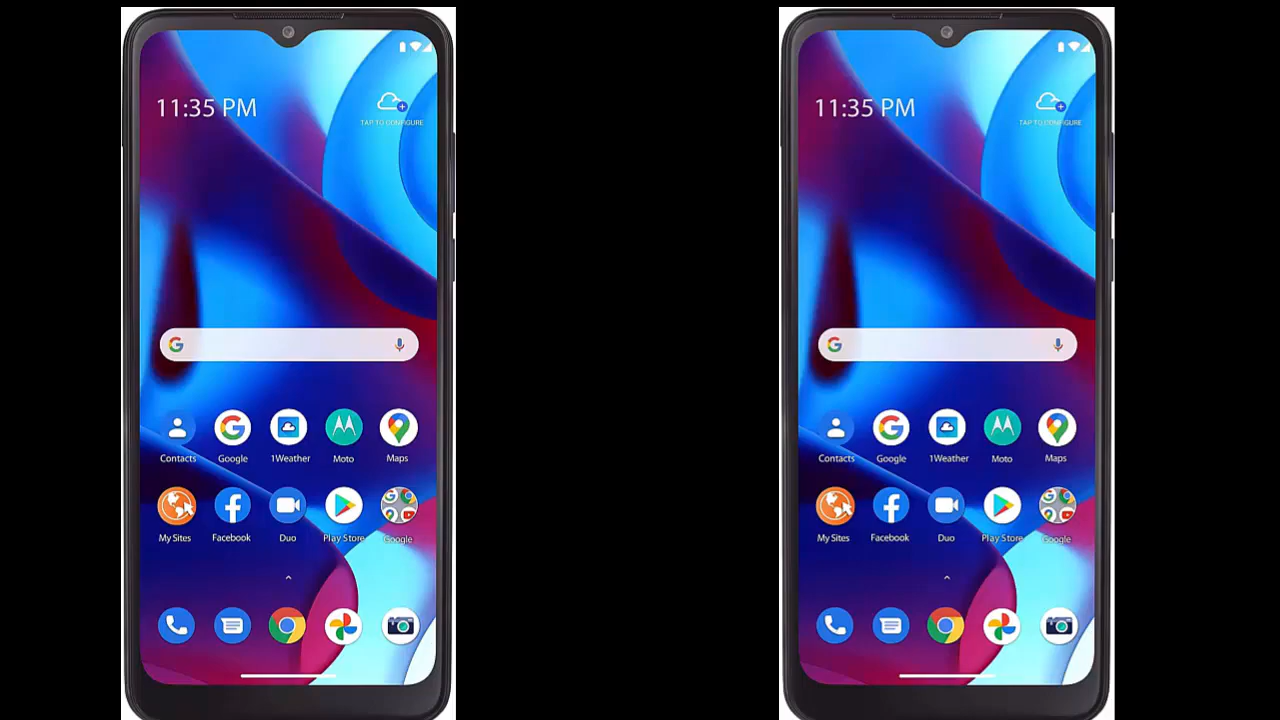 11:35 PM
TAP TO CONFIGURE
Contacts Google 1Weather Moto Maps
My Sites Facebook Duo Play Store Google
11:35 PM
TAP TO CONFIGURE
Contacts Google 1Weather Moto Maps
My Sites Facebook Duo Play Store Google